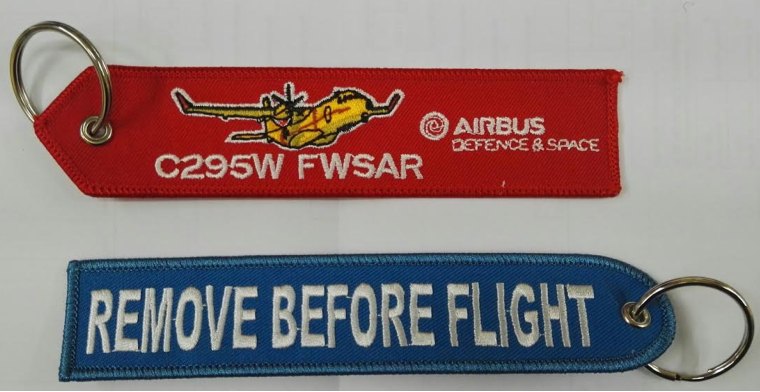 AIRBUS
DEFENCE & SPACE
C295W FWSAR
REMOVE BEFORE FLIGHT